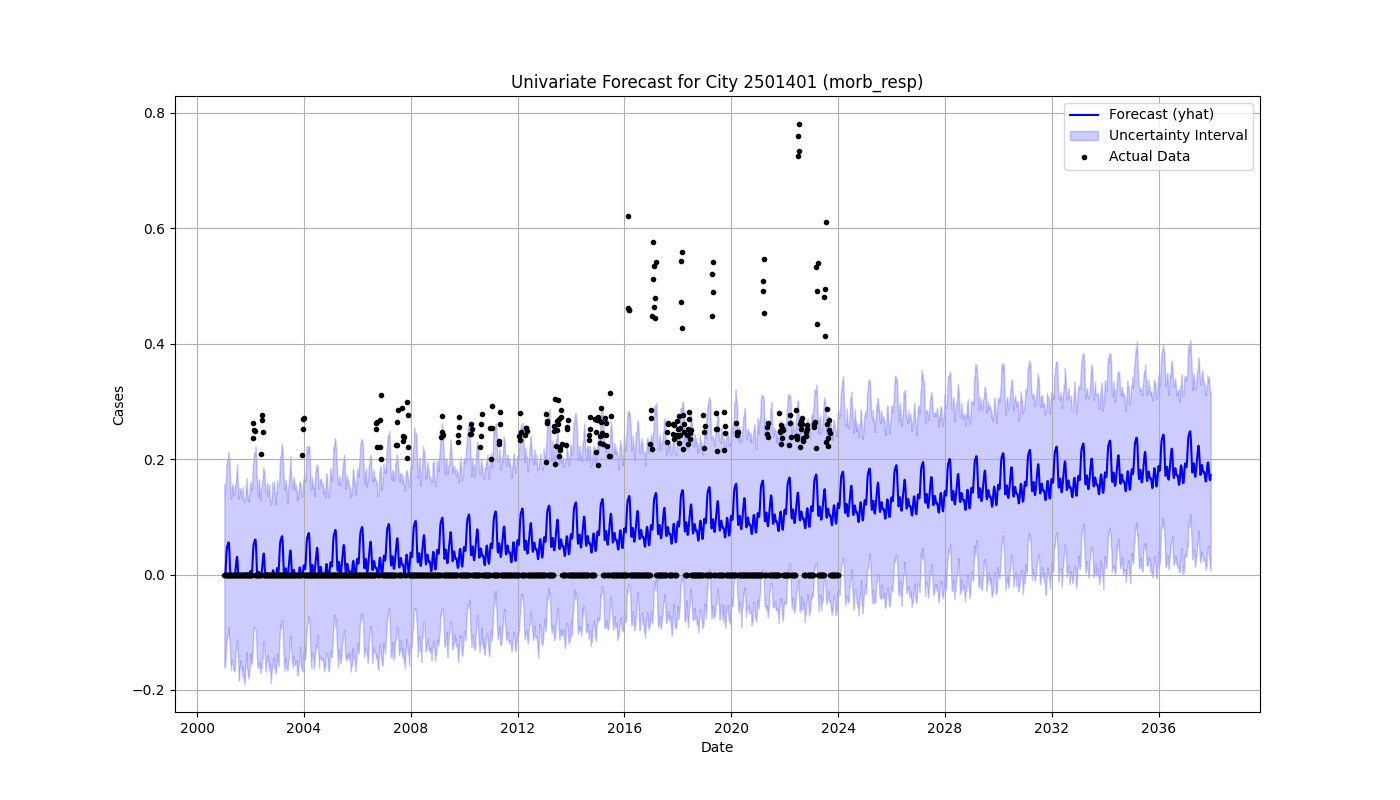 Univariate Forecast for City 2501401 (morb_resp)
Forecast (yhat)
Uncertainty Interval
Actual Data
Cases
0.8
0.6
0.4
0.2
0.0
−0.2
2000 2004 2008 2012 2016 2020 2024 2028 2032 2036
Date